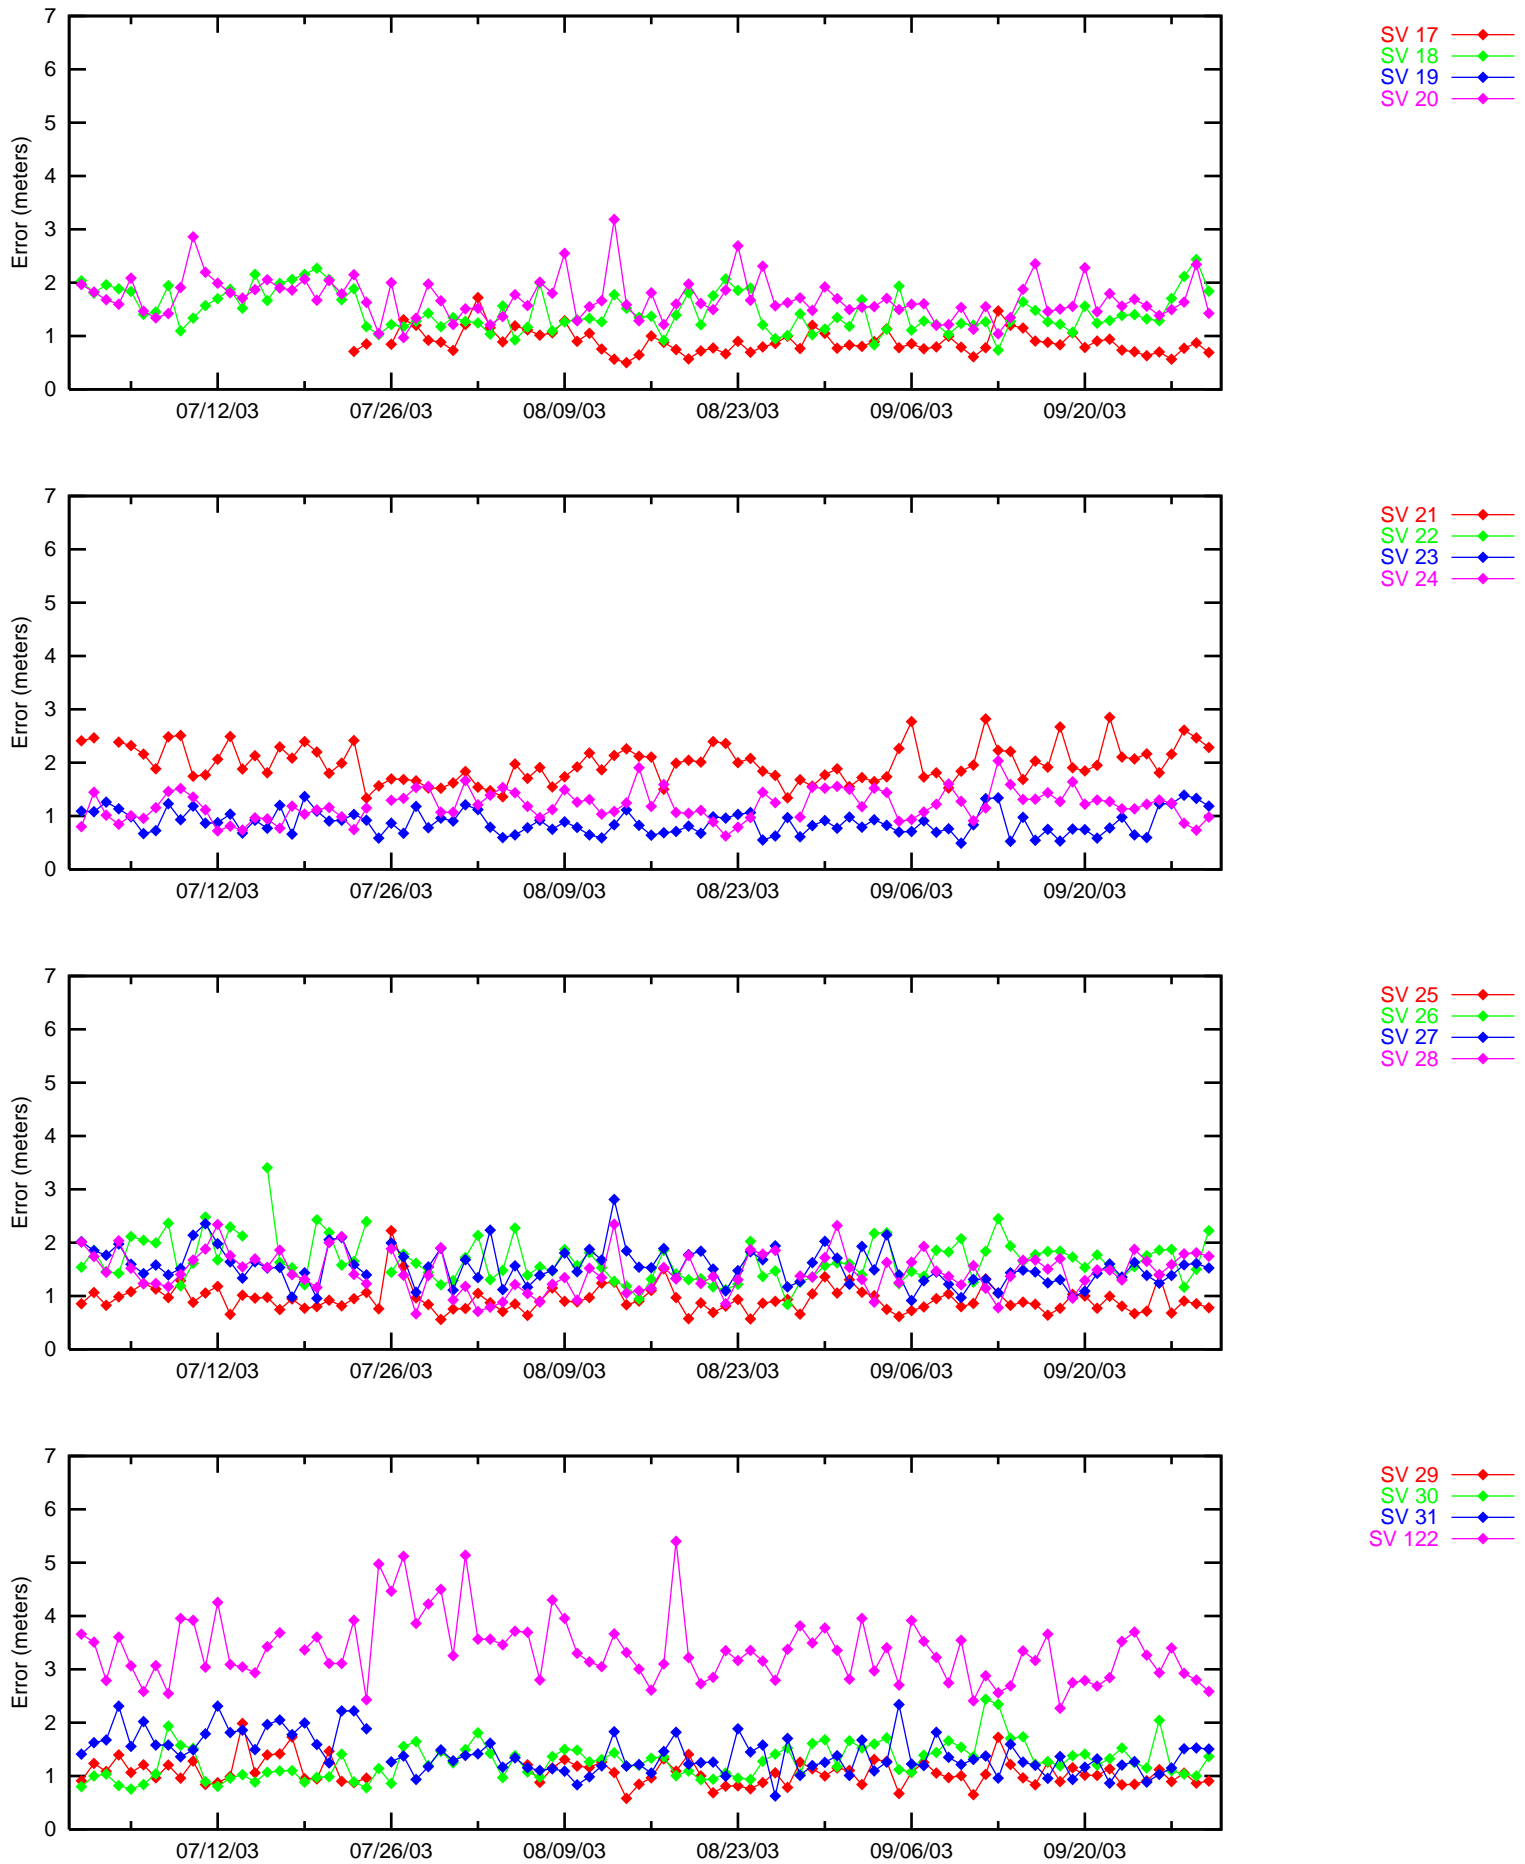 7
6
5
4
3
2
1
0
Error (meters)
07/12/03 07/26/03 08/09/03 08/23/03 09/06/03 09/20/03
SV 17
SV 18
SV 19
SV 20
7
6
5
4
3
2
1
0
Error (meters)
07/12/03 07/26/03 08/09/03 08/23/03 09/06/03 09/20/03
SV 21
SV 22
SV 23
SV 24
7
6
5
4
3
2
1
0
Error (meters)
07/12/03 07/26/03 08/09/03 08/23/03 09/06/03 09/20/03
SV 25
SV 26
SV 27
SV 28
7
6
5
4
3
2
1
0
Error (meters)
07/12/03 07/26/03 08/09/03 08/23/03 09/06/03 09/20/03
SV 29
SV 30
SV 31
SV 122